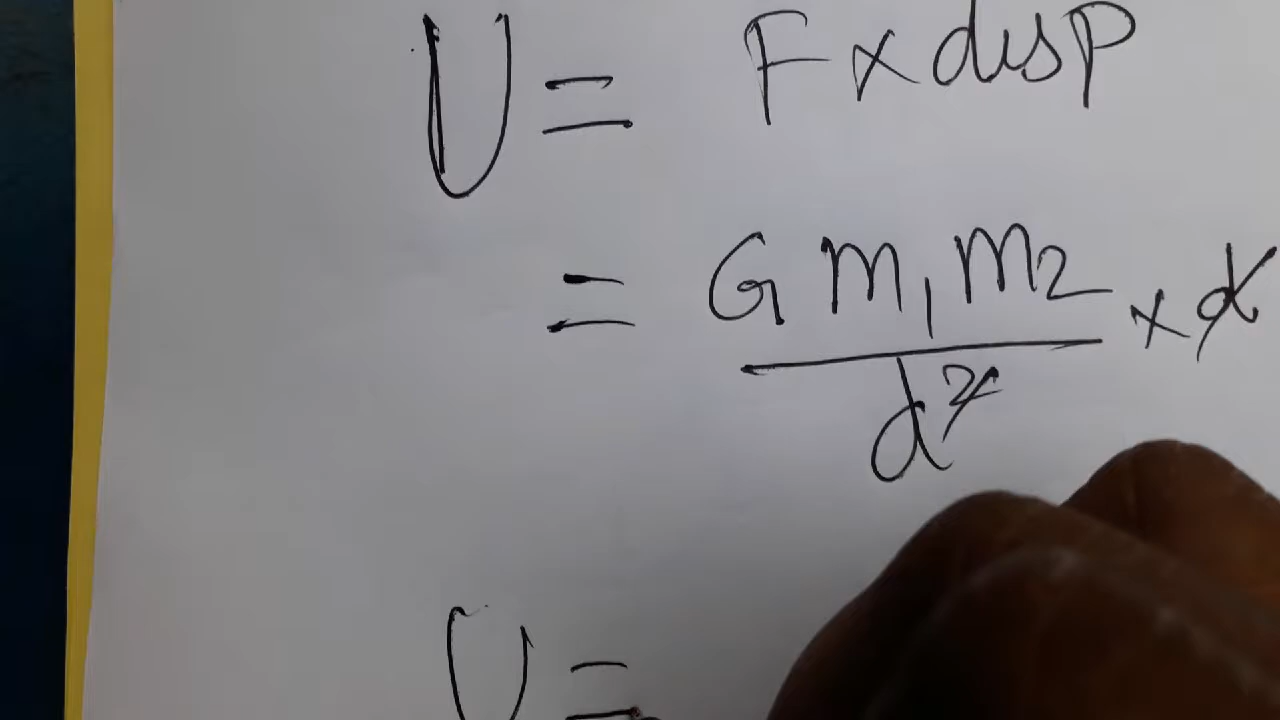 U = F × disp
= G m₁ m₂ / d² × d
U =